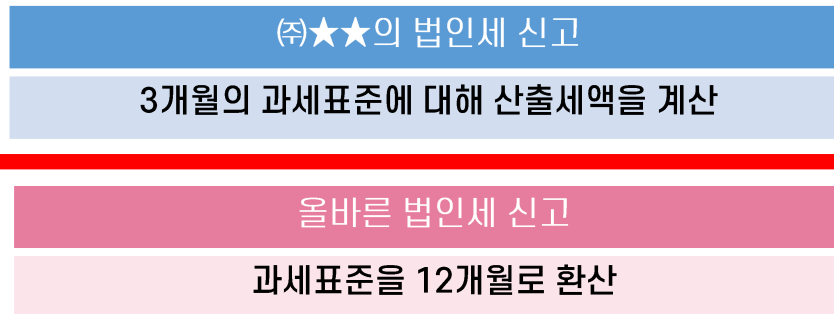 ㈜★★의 법인세 신고
3개월의 과세표준에 대해 산출세액을 계산
올바른 법인세 신고
과세표준을 12개월로 환산